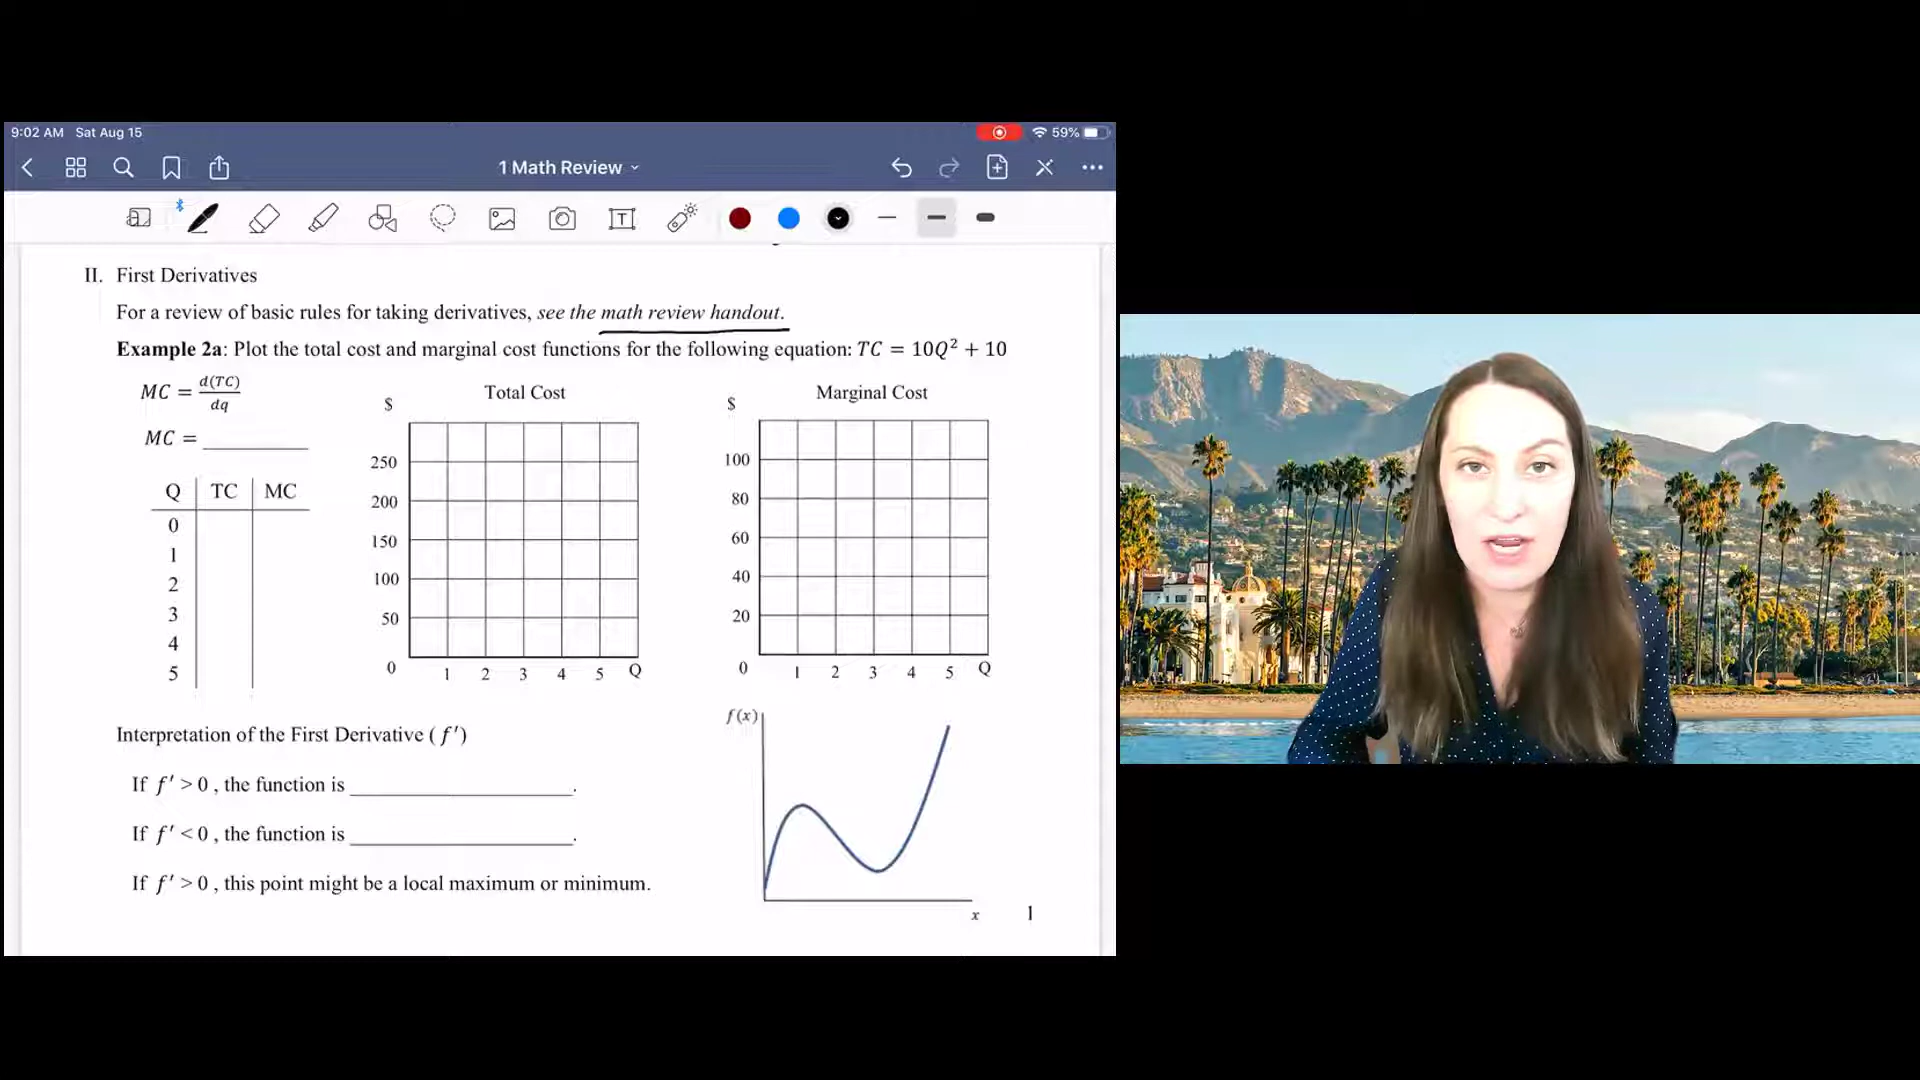 9:02 AM Sat Aug 15
59%
1 Math Review
II. First Derivatives
For a review of basic rules for taking derivatives, see the math review handout.
Example 2a: Plot the total cost and marginal cost functions for the following equation: TC = 10Q² + 10
MC = d(TC)/dq
MC = ____________
Q TC MC
0
1
2
3
4
5
Total Cost
$
250
200
150
100
50
0 1 2 3 4 5 Q
Marginal Cost
$
100
80
60
40
20
0 1 2 3 4 5 Q
Interpretation of the First Derivative ( f′)
If f′ > 0 , the function is ______________________.
If f′ < 0 , the function is ______________________.
If f′ > 0 , this point might be a local maximum or minimum.
f(x)
x
1